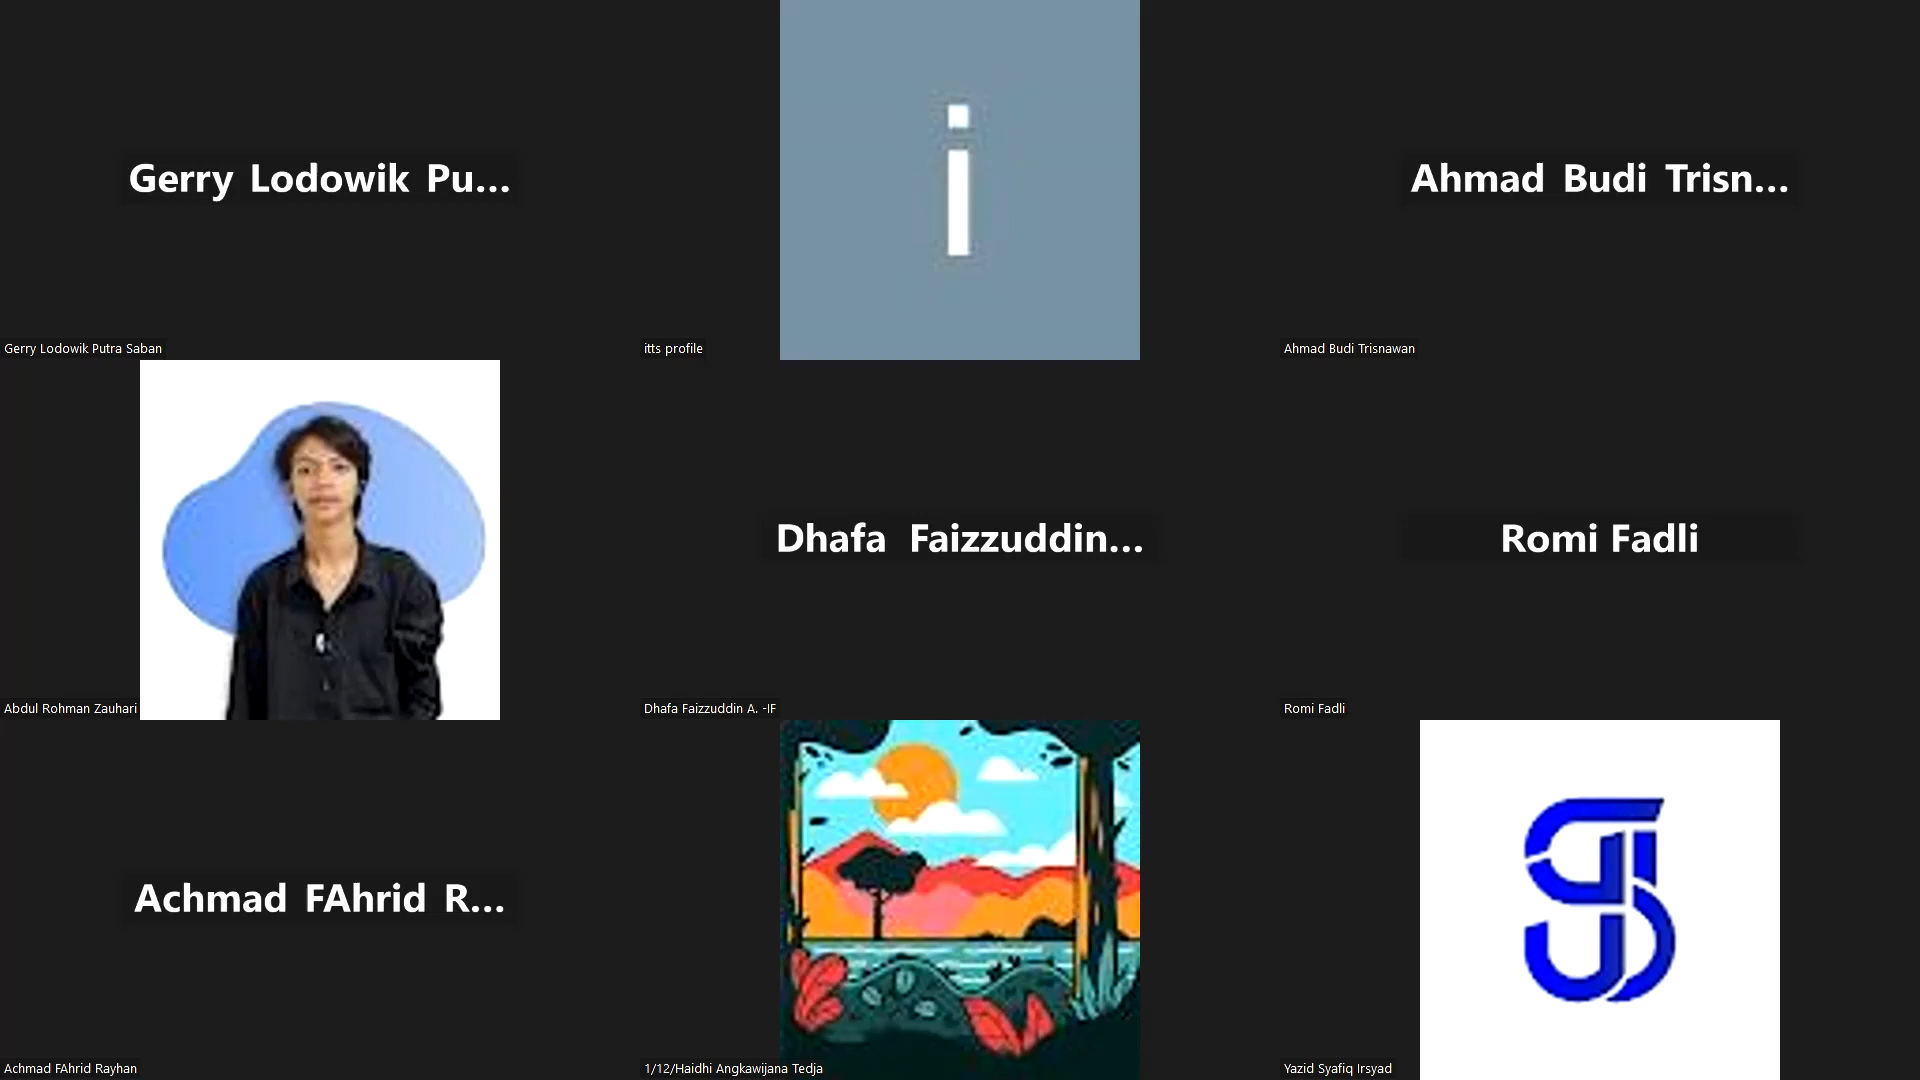 Gerry Lodowik Pu...
Gerry Lodowik Putra Saban
i
itts profile
Ahmad Budi Trisn...
Ahmad Budi Trisnawan
Abdul Rohman Zauhari
Dhafa Faizzuddin...
Dhafa Faizzuddin A. -IF
Romi Fadli
Romi Fadli
Achmad FAhrid R...
Achmad FAhrid Rayhan
1/12/Haidhi Angkawijana Tedja
Yazid Syafiq Irsyad